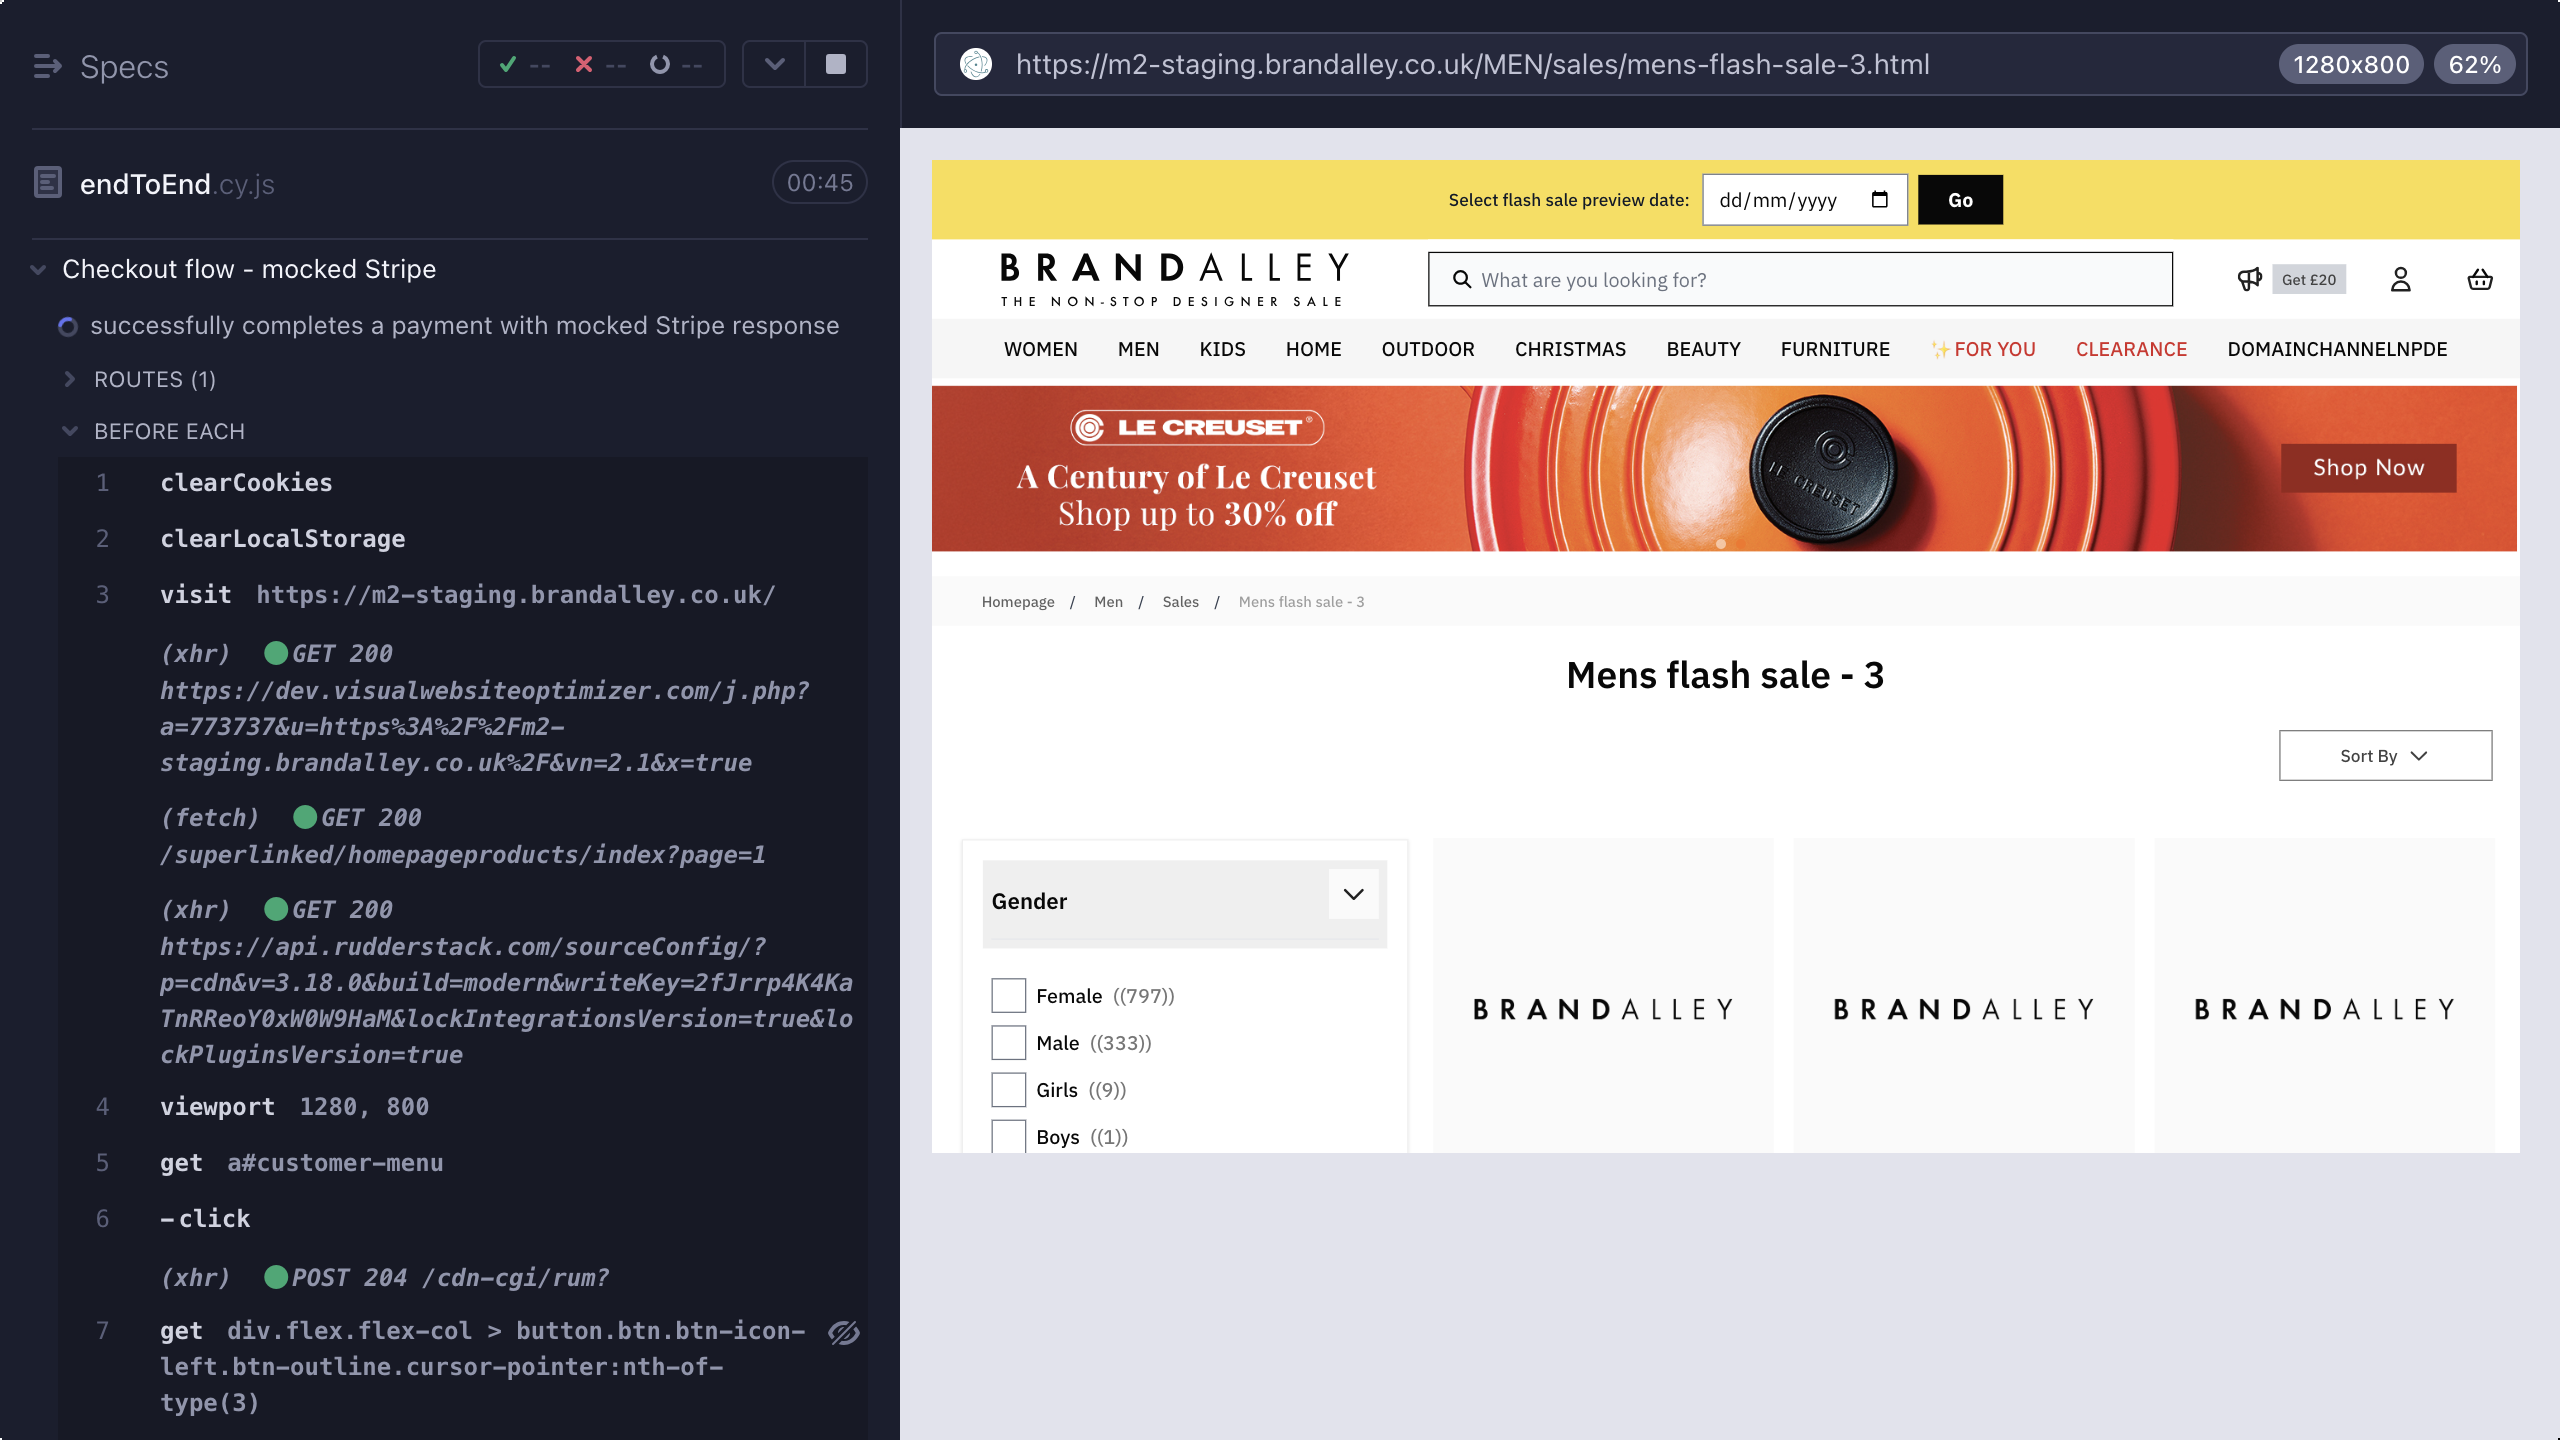 Specs
-- -- --
endToEnd.cy.js
00:45
Checkout flow - mocked Stripe
successfully completes a payment with mocked Stripe response
ROUTES (1)
BEFORE EACH
1 clearCookies
2 clearLocalStorage
3 visit https://m2-staging.brandalley.co.uk/
(xhr) GET 200
https://dev.visualwebsiteoptimizer.com/j.php?
a=773737&u=https%3A%2F%2Fm2-
staging.brandalley.co.uk%2F&vn=2.1&x=true
(fetch) GET 200
/superlinked/homepageproducts/index?page=1
(xhr) GET 200
https://api.rudderstack.com/sourceConfig/?
p=cdn&v=3.18.0&build=modern&writeKey=2fJrrp4K4Ka
TnRReoY0xW0W9HaM&lockIntegrationsVersion=true&lo
ckPluginsVersion=true
4 viewport 1280, 800
5 get a#customer-menu
6 -click
(xhr) POST 204 /cdn-cgi/rum?
7 get div.flex.flex-col > button.btn.btn-icon-
left.btn-outline.cursor-pointer:nth-of-
type(3)
https://m2-staging.brandalley.co.uk/MEN/sales/mens-flash-sale-3.html
1280x800
62%
Select flash sale preview date: dd/mm/yyyy Go
BRANDALLEY
THE NON-STOP DESIGNER SALE
What are you looking for?
Get £20
WOMEN MEN KIDS HOME OUTDOOR CHRISTMAS BEAUTY FURNITURE ✨FOR YOU CLEARANCE DOMAINCHANNELNPDE
LE CREUSET®
A Century of Le Creuset
Shop up to 30% off
LE CREUSET
Shop Now
Homepage / Men / Sales / Mens flash sale - 3
Mens flash sale - 3
Sort By
Gender
Female ((797))
Male ((333))
Girls ((9))
Boys ((1))
BRANDALLEY
BRANDALLEY
BRANDALLEY